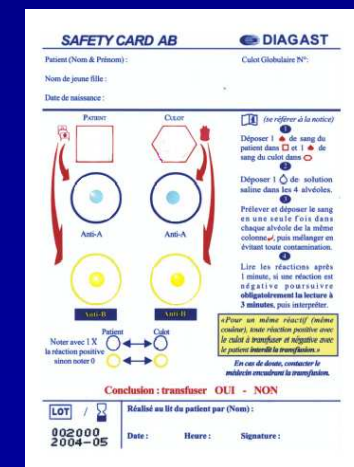 SAFETY CARD AB
DIAGAST
Patient (Nom & Prénom) :
Culot Globulaire N°:
Nom de jeune fille :
Date de naissance :
PATIENT
CULOT
(se référer à la notice)
1
Déposer 1 de sang du
patient dans et 1 de
sang du culot dans
2
Déposer 1 de solution
saline dans les 4 alvéoles.
3
Prélever et déposer le sang
en une seule fois dans
chaque alvéole de la même
colonne, puis mélanger en
évitant toute contamination.
4
Lire les réactions après
1 minute, si une réaction est
négative poursuivre
obligatoirement la lecture à
3 minutes, puis interpréter.
Anti-A
Anti-A
Anti-B
Anti-B
«Pour un même réactif (même
couleur), toute réaction positive avec
le culot à transfuser et négative avec
le patient interdit la transfusion.»
En cas de doute, contacter le
médecin encadrant la transfusion.
Patient
Culot
Noter avec 1 X
la réaction positive
sinon noter 0
Conclusion : transfuser OUI - NON
LOT /
002000
2004-05
Réalisé au lit du patient par (Nom) :
Date :
Heure :
Signature :